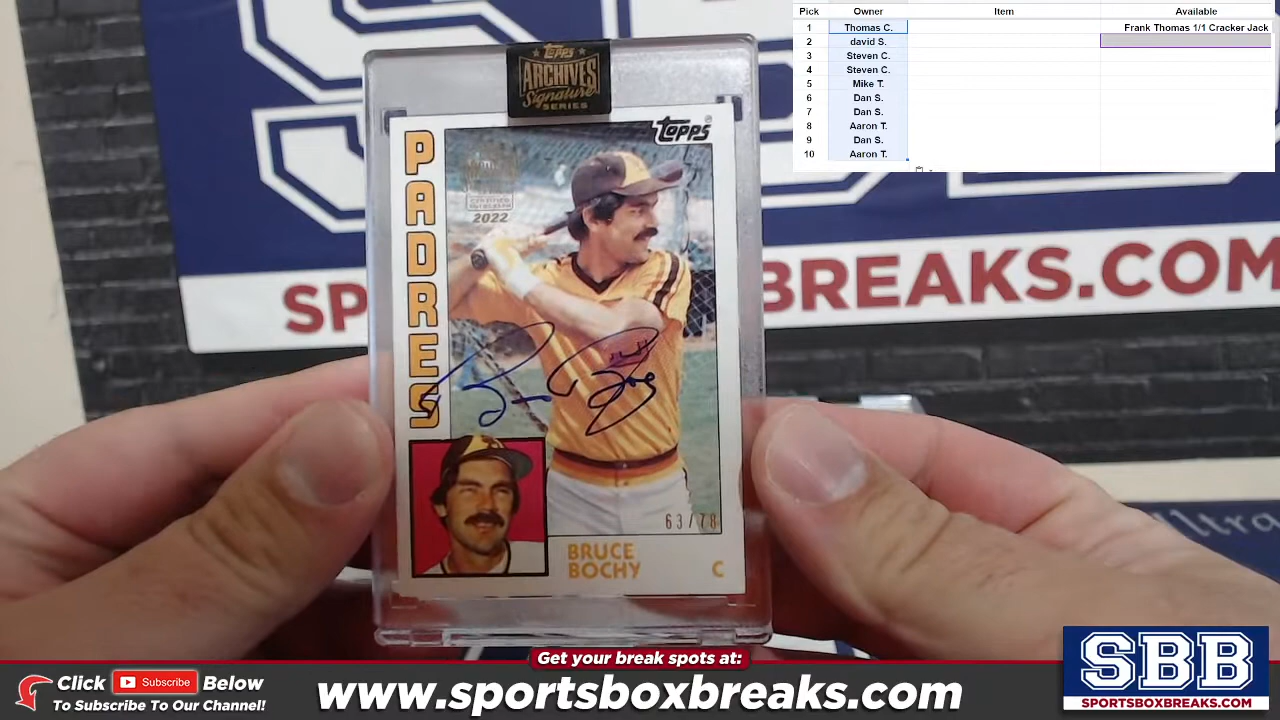 Pick Owner Item Available
1 Thomas C. Frank Thomas 1/1 Cracker Jack
2 david S.
3 Steven C.
4 Steven C.
5 Mike T.
6 Dan S.
7 Dan S.
8 Aaron T.
9 Dan S.
10 Aaron T.
Topps
ARCHIVES
Signature
SERIES
Topps
PADRES
CERTIFIED
AUTOGRAPH
2022
63/78
BRUCE
BOCHY C
SP
BREAKS.COM
Ultra
Get your break spots at:
Click Subscribe Below
To Subscribe To Our Channel!
www.sportsboxbreaks.com
SBB
SPORTSBOXBREAKS.COM